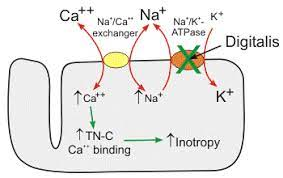 Ca++
Na+/Ca++
exchanger
Na+
Na+/K+-
ATPase
K+
Digitalis
↑Ca++
↑Na+
K+
↑TN-C
Ca++ binding
↑Inotropy